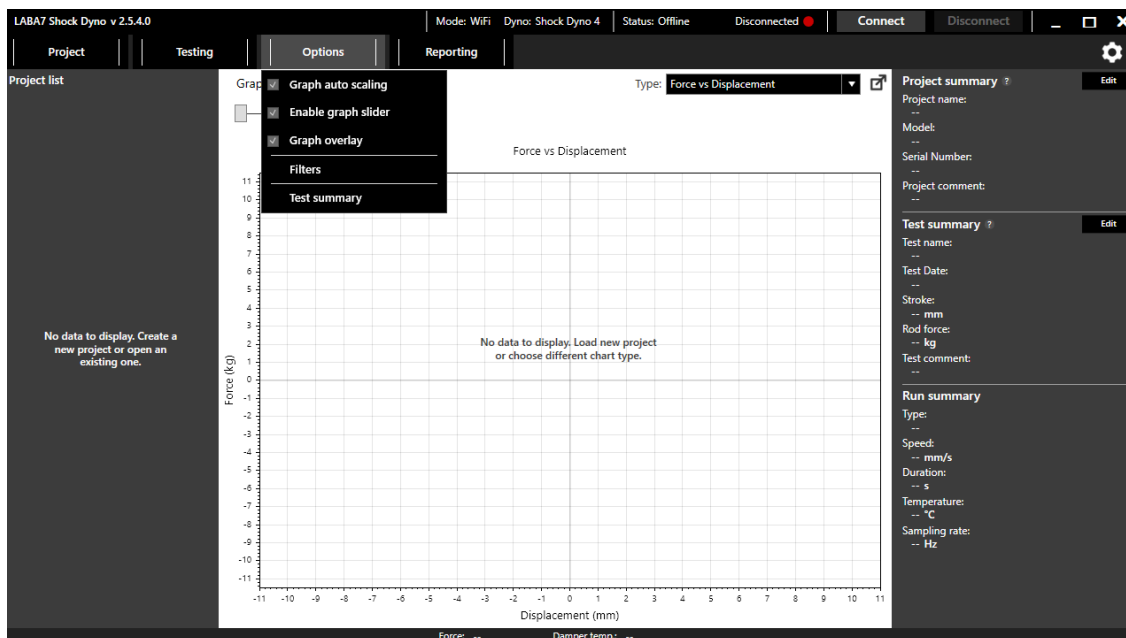 LABA7 Shock Dyno v 2.5.4.0
Mode: WiFi Dyno: Shock Dyno 4 Status: Offline Disconnected Connect Disconnect
Project Testing Options Reporting
Project list
No data to display. Create a
new project or open an
existing one.
Grap
Graph auto scaling
Enable graph slider
Graph overlay
Filters
Test summary
Type: Force vs Displacement
Force vs Displacement
11
10
9
8
7
6
5
4
3
2
1
0
-1
-2
-3
-4
-5
-6
-7
-8
-9
-10
-11
Force (kg)
No data to display. Load new project
or choose different chart type.
-11 -10 -9 -8 -7 -6 -5 -4 -3 -2 -1 0 1 2 3 4 5 6 7 8 9 10 11
Displacement (mm)
Project summary ? Edit
Project name:
--
Model:
--
Serial Number:
--
Project comment:
--
Test summary ? Edit
Test name:
--
Test Date:
--
Stroke:
-- mm
Rod force:
-- kg
Test comment:
--
Run summary
Type:
--
Speed:
-- mm/s
Duration:
-- s
Temperature:
-- °C
Sampling rate:
-- Hz
Force: -- Damper temp.: --